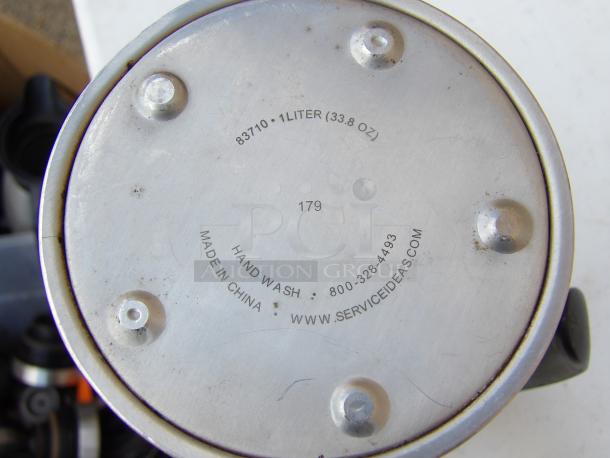 83710 • 1LITER (33.8 OZ)
179
HAND WASH : 800-328-4493
MADE IN CHINA : WWW.SERVICEIDEAS.COM
PCI
AUCTION GROUP